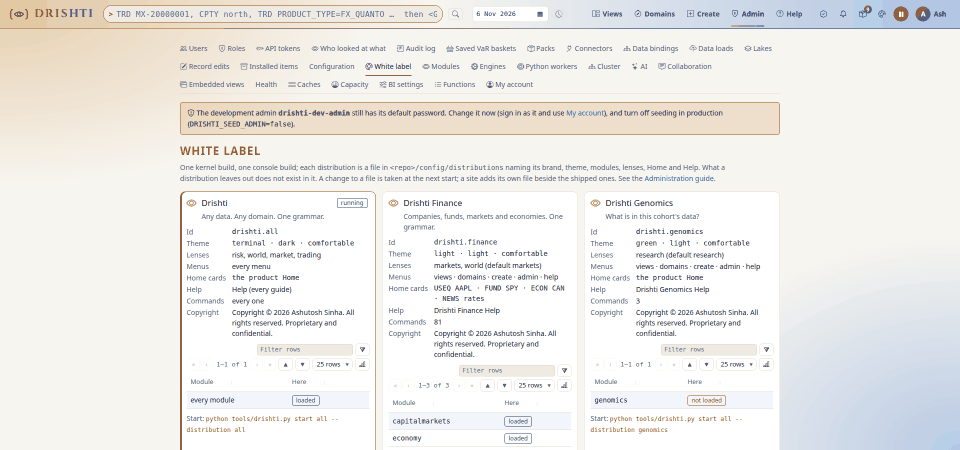 {👁} DRISHTI
> TRD MX-20000001, CPTY north, TRD PRODUCT_TYPE=FX_QUANTO … then <G
6 Nov 2026
Views
Domains
Create
Admin
Help
A Ash
Users
Roles
API tokens
Who looked at what
Audit log
Saved VaR baskets
Packs
Connectors
Data bindings
Data loads
Lakes
Record edits
Installed items
Configuration
White label
Modules
Engines
Python workers
Cluster
AI
Collaboration
Embedded views
Health
Caches
Capacity
BI settings
Functions
My account
The development admin drishti-dev-admin still has its default password. Change it now (sign in as it and use My account), and turn off seeding in production
(DRISHTI_SEED_ADMIN=false).
WHITE LABEL
One kernel build, one console build; each distribution is a file in <repo>/config/distributions naming its brand, theme, modules, lenses, Home and Help. What a
distribution leaves out does not exist in it. A change to a file is taken at the next start; a site adds its own file beside the shipped ones. See the Administration guide.
Drishti
running
Any data. Any domain. One grammar.
Id drishti.all
Theme terminal · dark · comfortable
Lenses risk, world, market, trading
Menus every menu
Home cards the product Home
Help Help (every guide)
Commands every one
Copyright Copyright © 2026 Ashutosh Sinha. All
rights reserved. Proprietary and
confidential.
Filter rows
« ‹ 1–1 of 1 › » ▲ ▼ 25 rows
Module Here
every module loaded
Start: python tools/drishti.py start all --
distribution all
Drishti Finance
Companies, funds, markets and economies. One
grammar.
Id drishti.finance
Theme light · light · comfortable
Lenses markets, world (default markets)
Menus views · domains · create · admin · help
Home cards USEQ AAPL · FUND SPY · ECON CAN
· NEWS rates
Help Drishti Finance Help
Commands 81
Copyright Copyright © 2026 Ashutosh Sinha. All
rights reserved. Proprietary and
confidential.
Filter rows
« ‹ 1–3 of 3 › » ▲ ▼ 25 rows
Module Here
capitalmarkets loaded
economy loaded
Drishti Genomics
What is in this cohort's data?
Id drishti.genomics
Theme green · light · comfortable
Lenses research (default research)
Menus views · domains · create · admin · help
Home cards the product Home
Help Drishti Genomics Help
Commands 3
Copyright Copyright © 2026 Ashutosh Sinha. All
rights reserved. Proprietary and
confidential.
Filter rows
« ‹ 1–1 of 1 › » ▲ ▼ 25 rows
Module Here
genomics not loaded
Start: python tools/drishti.py start all --
distribution genomics